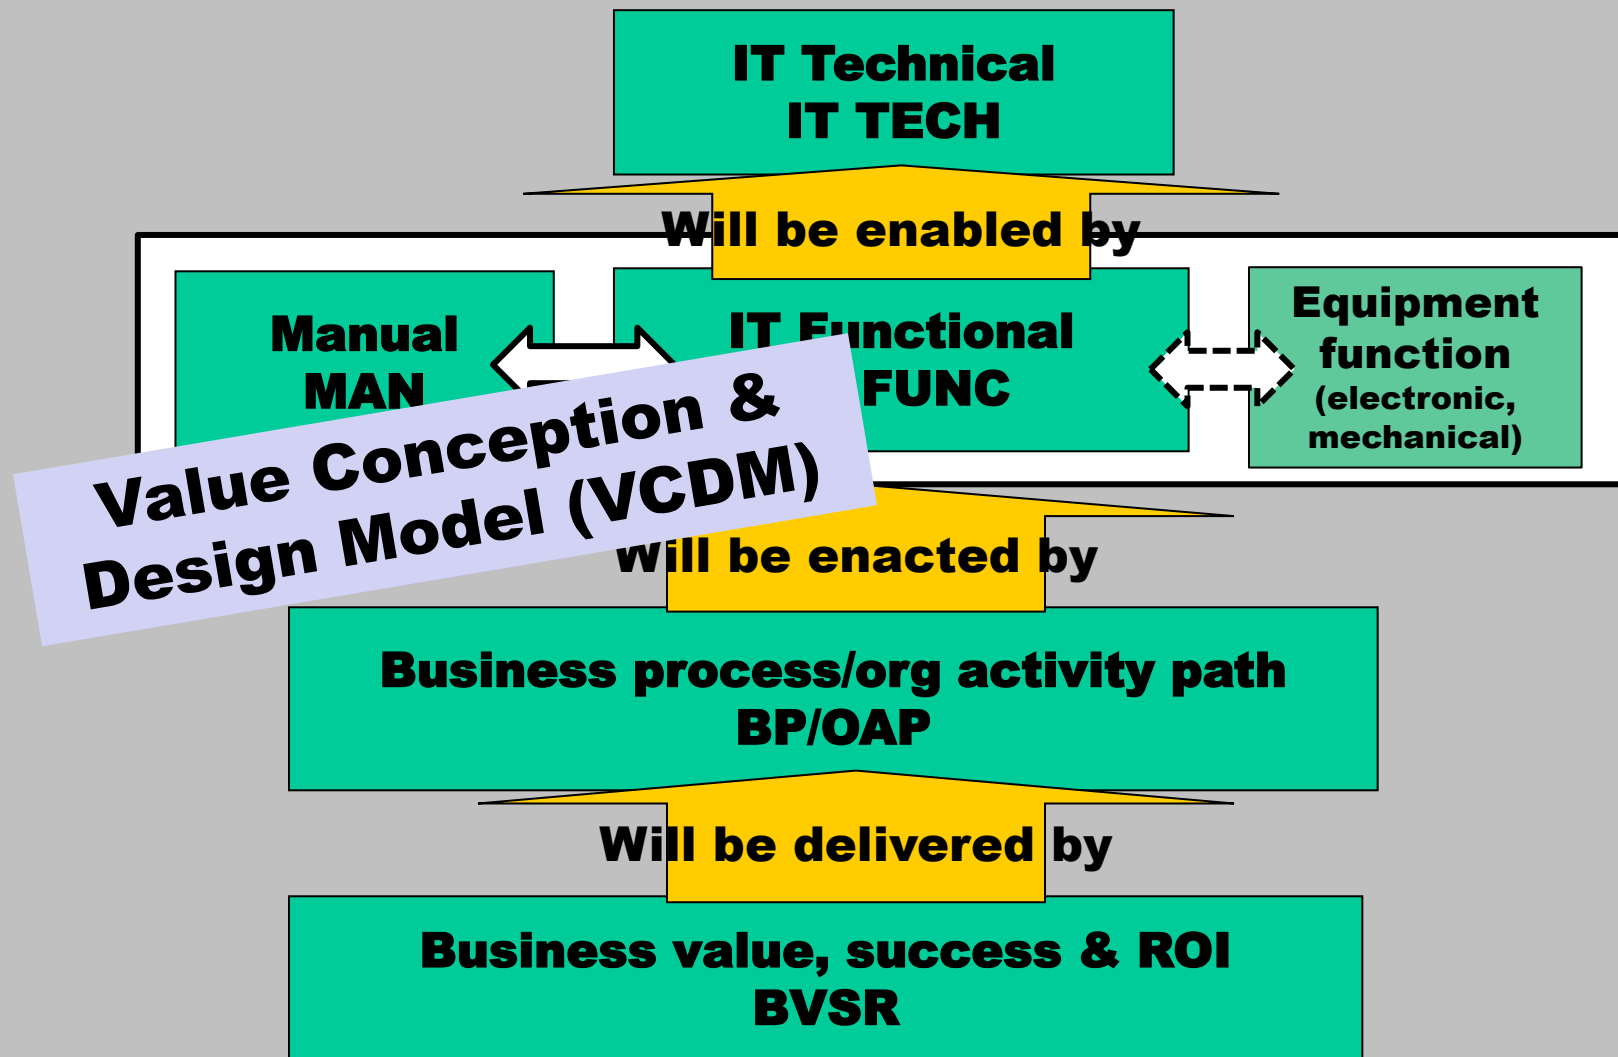 IT Technical
IT TECH
Will be enabled by
Manual
MAN
IT Functional
FUNC
Equipment
function
(electronic,
mechanical)
Value Conception &
Design Model (VCDM)
Will be enacted by
Business process/org activity path
BP/OAP
Will be delivered by
Business value, success & ROI
BVSR